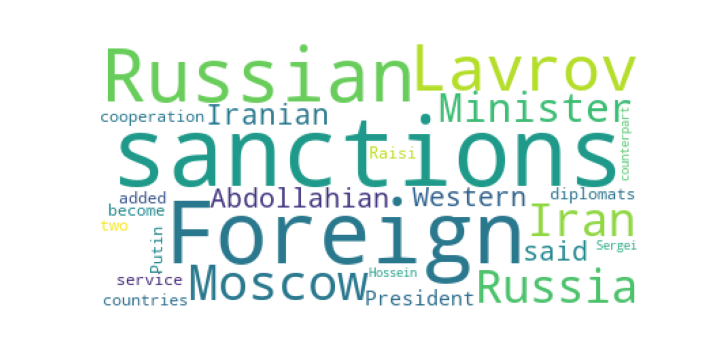 Russian Lavrov
cooperation Iranian Minister
sanctions
counterpart
Raisi
added Abdollahian Western diplomats
become
two Foreign Iran
Putin said Sergei
service Moscow Hossein Russia
countries President